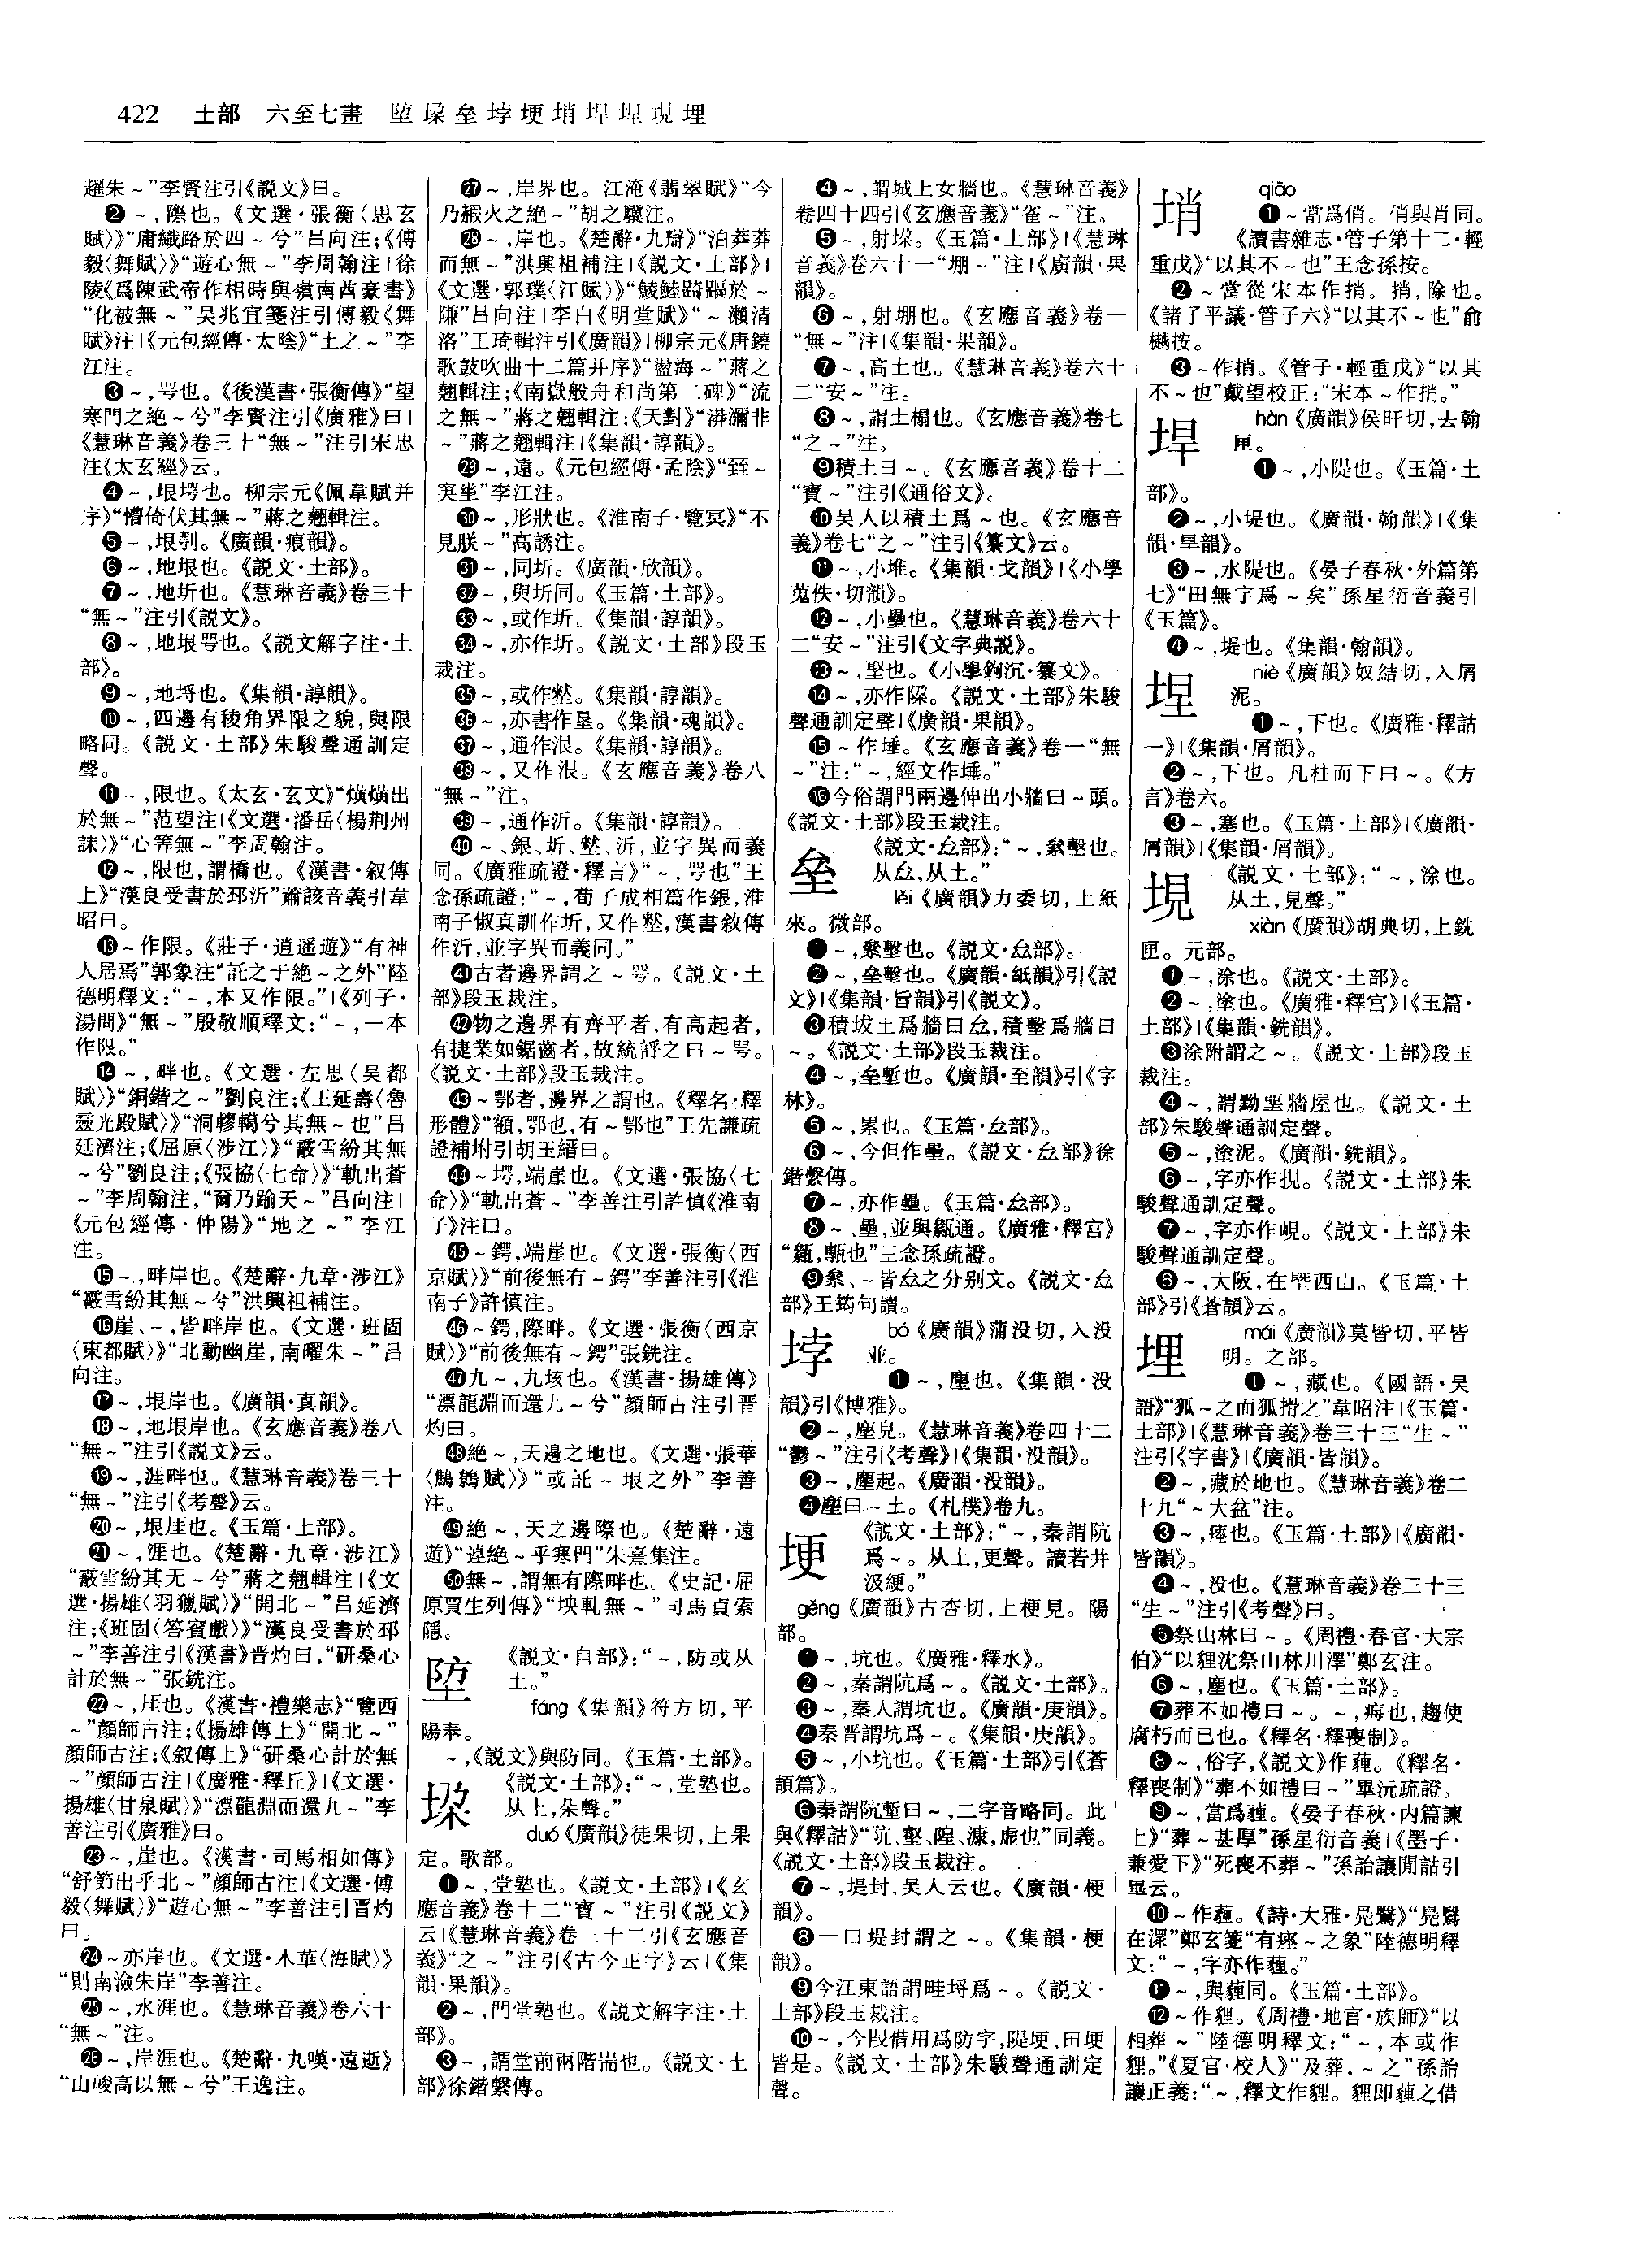 422 土部 六至七畫 堕垛垒垺埂埍埋垾埕現埋
趨朱～”李賢注引《説文》曰。
❷～,際也。《文選·張衡〈思玄
賦〉》“庸織路於四～兮”吕向注;《傅
毅〈舞賦〉》“遊心無～”李周翰注|徐
陵《爲陳武帝作相時與嶺南酋豪書》
“化被無～”吴兆宜箋注引傅毅《舞
賦》注|《元包經傳·太陰》“土之～”李
江注。
❸～,咢也。《後漢書·張衡傳》“望
寒門之絶～兮”李賢注引《廣雅》曰|
《慧琳音義》卷三十“無～”注引宋忠
注《太玄經》云。
❹～,垠堮也。柳宗元《佩韋賦并
序》“懵倚伏其無～”蔣之翹輯注。
❺～,垠㓵。《廣韻·痕韻》。
❻～,地垠也。《説文·土部》。
❼～,地圻也。《慧琳音義》卷三十
“無～”注引《説文》。
❽～,地垠咢也。《説文解字注·土
部》。
❾～,地埒也。《集韻·諄韻》。
❿～,四邊有稜角界限之貌,與限
略同。《説文·土部》朱駿聲通訓定
聲。
⓫～,限也。《太玄·玄文》“熿熿出
於無～”范望注|《文選·潘岳〈楊荆州
誄〉》“心筭無～”李周翰注。
⓬～,限也,謂橋也。《漢書·叙傳
上》“漢良受書於邳沂”蕭該音義引韋
昭曰。
⓭～作限。《莊子·逍遥遊》“有神
人居焉”郭象注“託之于絶～之外”陸
德明釋文:“～,本又作限。”|《列子·
湯問》“無～”殷敬順釋文:“～,一本
作限。”
⓮～,畔也。《文選·左思〈吴都
賦〉》“銅鍇之～”劉良注;《王延壽〈魯
靈光殿賦〉》“洞轇轕兮其無～也”吕
延濟注;《屈原〈涉江〉》“霰雪紛其無
～兮”劉良注;《張協〈七命〉》“軌出蒼
～”李周翰注,“爾乃踰天～”吕向注|
《元包經傳·仲陽》“地之～”李江
注。
⓯～,畔岸也。《楚辭·九章·涉江》
“霰雪紛其無～兮”洪興祖補注。
⓰崖、～,皆畔岸也。《文選·班固
〈東都賦〉》“北動幽崖,南曜朱～”吕
向注。
⓱～,垠岸也。《廣韻·真韻》。
⓲～,地垠岸也。《玄應音義》卷八
“無～”注引《説文》云。
⓳～,涯畔也。《慧琳音義》卷三十
“無～”注引《考聲》云。
⓴～,垠厓也。《玉篇·土部》。
㉑～,涯也。《楚辭·九章·涉江》
“霰雪紛其无～兮”蔣之翹輯注|《文
選·揚雄〈羽獵賦〉》“開北～”吕延濟
注;《班固〈答賓戲〉》“漢良受書於邳
～”李善注引《漢書》晋灼曰,“研桑心
計於無～”張銑注。
㉒～,厓也。《漢書·禮樂志》“覽西
～”顔師古注;《揚雄傳上》“開北～”
顔師古注;《叙傳上》“研桑心計於無
～”顔師古注|《廣雅·釋丘》|《文選·
揚雄〈甘泉賦〉》“漂龍淵而還九～”李
善注引《廣雅》曰。
㉓～,崖也。《漢書·司馬相如傳》
“舒節出乎北～”顔師古注|《文選·傅
毅〈舞賦〉》“遊心無～”李善注引晋灼
曰。
㉔～亦岸也。《文選·木華〈海賦〉》
“則南澰朱崖”李善注。
㉕～,水涯也。《慧琳音義》卷六十
“無～”注。
㉖～,岸涯也。《楚辭·九嘆·遠逝》
“山峻高以無～兮”王逸注。
㉗～,岸界也。江淹《翡翠賦》“今
乃緞火之絶～”胡之驥注。
㉘～,岸也。《楚辭·九辯》“泊莽莽
而無～”洪興祖補注|《説文·土部》|
《文選·郭璞〈江賦〉》“鯪鯥踦䠋於～
隒”吕向注|李白《明堂賦》“～瀨清
洛”王琦輯注引《廣韻》|柳宗元《唐鐃
歌鼓吹曲十二篇并序》“澨海～”蔣之
翹輯注;《南嶽般舟和尚第二碑》“流
之無～”蔣之翹輯注;《天對》“漭瀰非
～”蔣之翹輯注|《集韻·諄韻》。
㉙～,遠。《元包經傳·孟陰》“臸～
㚔㘴”李江注。
㉚～,形狀也。《淮南子·覽冥》“不
見朕～”高誘注。
㉛～,同圻。《廣韻·欣韻》。
㉜～,與圻同。《玉篇·土部》。
㉝～,或作圻。《集韻·諄韻》。
㉞～,亦作圻。《説文·土部》段玉
裁注。
㉟～,或作㙬。《集韻·諄韻》。
㊱～,亦書作垦。《集韻·魂韻》。
㊲～,通作泿。《集韻·諄韻》。
㊳～,又作泿。《玄應音義》卷八
“無～”注。
㊴～,通作沂。《集韻·諄韻》。
㊵～、銀、圻、㙬、沂,並字異而義
同。《廣雅疏證·釋言》“～,咢也”王
念孫疏證:“～,荀子成相篇作銀,淮
南子俶真訓作圻,又作㙬,漢書敘傳
作沂,並字異而義同。”
㊶古者邊界謂之～咢。《説文·土
部》段玉裁注。
㊷物之邊界有齊平者,有高起者,
有捷業如鋸齒者,故統評之曰～咢。
《説文·土部》段玉裁注。
㊸～鄂者,邊界之謂也。《釋名·釋
形體》“額,鄂也,有～鄂也”王先謙疏
證補坿引胡玉縉曰。
㊹～堮,端崖也。《文選·張協〈七
命〉》“軌出蒼～”李善注引許慎《淮南
子》注曰。
㊺～鍔,端崖也。《文選·張衡〈西
京賦〉》“前後無有～鍔”李善注引《淮
南子》許慎注。
㊻～鍔,際畔。《文選·張衡〈西京
賦〉》“前後無有～鍔”張銑注。
㊼九～,九垓也。《漢書·揚雄傳》
“漂龍淵而還九～兮”顔師古注引晋
灼曰。
㊽絶～,天邊之地也。《文選·張華
〈鷦鷯賦〉》“或託～垠之外”李善
注。
㊾絶～,天之邊際也。《楚辭·遠
遊》“逴絶～乎寒門”朱熹集注。
㊿無～,謂無有際畔也。《史記·屈
原賈生列傳》“坱軋無～”司馬貞索
隱。
埅
《説文·𨸏部》:“～,防或从
土。”
fáng《集韻》符方切,平
陽奉。
～,《説文》與防同。《玉篇·土部》。
垜
《説文·土部》:“～,堂塾也。
从土,朵聲。”
duǒ《廣韻》徒果切,上果
定。歌部。
❶～,堂塾也。《説文·土部》|《玄
應音義》卷十二“寶～”注引《説文》
云|《慧琳音義》卷三十二引《玄應音
義》“之～”注引《古今正字》云|《集
韻·果韻》。
❷～,門堂塾也。《説文解字注·土
部》。
❸～,謂堂前兩階耑也。《説文·土
部》徐鍇繫傳。
❹～,謂城上女牆也。《慧琳音義》
卷四十四引《玄應音義》“雀～”注。
❺～,射垜。《玉篇·土部》|《慧琳
音義》卷六十一“堋～”注|《廣韻·果
韻》。
❻～,射堋也。《玄應音義》卷一
“無～”注|《集韻·果韻》。
❼～,高土也。《慧琳音義》卷六十
二“安～”注。
❽～,謂土榻也。《玄應音義》卷七
“之～”注。
❾積土曰～。《玄應音義》卷十二
“寶～”注引《通俗文》。
❿吴人以積土爲～也。《玄應音
義》卷七“之～”注引《纂文》云。
⓫～,小堆。《集韻·戈韻》|《小學
蒐佚·切韻》。
⓬～,小壘也。《慧琳音義》卷六十
二“安～”注引《文字典説》。
⓭～,堅也。《小學鉤沉·纂文》。
⓮～,亦作陊。《説文·土部》朱駿
聲通訓定聲|《廣韻·果韻》。
⓯～作埵。《玄應音義》卷一“無
～”注:“～,經文作埵。”
⓰今俗謂門兩邊伸出小牆曰～頭。
《説文·土部》段玉裁注。
垒
《説文·厽部》:“～,絫墼也。
从厽,从土。”
lěi《廣韻》力委切,上紙
來。微部。
❶～,絫墼也。《説文·厽部》。
❷～,垒墼也。《廣韻·紙韻》引《説
文》|《集韻·旨韻》引《説文》。
❸積坺土爲牆曰厽,積墼爲牆曰
～。《説文·土部》段玉裁注。
❹～,垒塹也。《廣韻·至韻》引《字
林》。
❺～,累也。《玉篇·厽部》。
❻～,今但作壘。《説文·厽部》徐
鍇繫傳。
❼～,亦作壘。《玉篇·厽部》。
❽～、壘,並與㼍通。《廣雅·釋宫》
“㼍,甎也”王念孫疏證。
❾絫、～皆厽之分别文。《説文·厽
部》王筠句讀。
㘀
bó《廣韻》蒲没切,入没
並。
❶～,塵也。《集韻·没
韻》引《博雅》。
❷～,塵皃。《慧琳音義》卷四十二
“鬱～”注引《考聲》|《集韻·没韻》。
❸～,塵起。《廣韻·没韻》。
❹塵曰～土。《札樸》卷九。
埂
《説文·土部》:“～,秦謂阬
爲～。从土,更聲。讀若井
汲綆。”
gěng《廣韻》古杏切,上梗見。陽
部。
❶～,坑也。《廣雅·釋水》。
❷～,秦謂阬爲～。《説文·土部》。
❸～,秦人謂坑也。《廣韻·庚韻》。
❹秦晋謂坑爲～。《集韻·庚韻》。
❺～,小坑也。《玉篇·土部》引《蒼
頡篇》。
❻秦謂阬塹曰～,二字音略同。此
與《釋詁》“阬、壑、隍、漮,虚也”同義。
《説文·土部》段玉裁注。
❼～,堤封,吴人云也。《廣韻·梗
韻》。
❽一曰堤封謂之～。《集韻·梗
韻》。
❾今江東語謂畦埒爲～。《説文·
土部》段玉裁注。
❿～,今叚借用爲防字,隄埂、田埂
皆是。《説文·土部》朱駿聲通訓定
聲。
塙
qiāo
❶～當爲俏。俏與肖同。
《讀書雜志·管子第十二·輕
重戊》“以其不～也”王念孫按。
❷～當從宋本作捎。捎,除也。
《諸子平議·管子六》“以其不～也”俞
樾按。
❸～作捎。《管子·輕重戊》“以其
不～也”戴望校正:“宋本～作捎。”
垾
hàn《廣韻》侯旰切,去翰
匣。
❶～,小隄也。《玉篇·土
部》。
❷～,小堤也。《廣韻·翰韻》|《集
韻·旱韻》。
❸～,水隄也。《晏子春秋·外篇第
七》“田無宇爲～矣”孫星衍音義引
《玉篇》。
❹～,堤也。《集韻·翰韻》。
埿
niè《廣韻》奴結切,入屑
泥。
❶～,下也。《廣雅·釋詁
一》|《集韻·屑韻》。
❷～,下也。凡柱而下曰～。《方
言》卷六。
❸～,塞也。《玉篇·土部》|《廣韻·
屑韻》|《集韻·屑韻》。
垷
《説文·土部》:“～,涂也。
从土,見聲。”
xiàn《廣韻》胡典切,上銑
匣。元部。
❶～,涂也。《説文·土部》。
❷～,塗也。《廣雅·釋宫》|《玉篇·
土部》|《集韻·銑韻》。
❸涂附謂之～。《説文·土部》段玉
裁注。
❹～,謂黝堊牆屋也。《説文·土
部》朱駿聲通訓定聲。
❺～,塗泥。《廣韻·銑韻》。
❻～,字亦作挸。《説文·土部》朱
駿聲通訓定聲。
❼～,字亦作峴。《説文·土部》朱
駿聲通訓定聲。
❽～,大阪,在㙛西山。《玉篇·土
部》引《蒼頡》云。
埋
mái《廣韻》莫皆切,平皆
明。之部。
❶～,藏也。《國語·吴
語》“狐～之而狐搰之”韋昭注|《玉篇·
土部》|《慧琳音義》卷三十三“生～”
注引《字書》|《廣韻·皆韻》。
❷～,藏於地也。《慧琳音義》卷二
十九“～大盆”注。
❸～,瘞也。《玉篇·土部》|《廣韻·
皆韻》。
❹～,没也。《慧琳音義》卷三十三
“生～”注引《考聲》曰。
❺祭山林曰～。《周禮·春官·大宗
伯》“以貍沈祭山林川澤”鄭玄注。
❻～,塵也。《玉篇·土部》。
❼葬不如禮曰～。～,痗也,趨使
腐朽而已也。《釋名·釋喪制》。
❽～,俗字,《説文》作薶。《釋名·
釋喪制》“葬不如禮曰～”畢沅疏證。
❾～,當爲薶。《晏子春秋·内篇諫
上》“葬～甚厚”孫星衍音義|《墨子·
兼愛下》“死喪不葬～”孫詒讓閒詁引
畢云。
❿～作薶。《詩·大雅·鳧鷖》“鳧鷖
在深”鄭玄箋“有瘞～之象”陸德明釋
文:“～,字亦作薶。”
⓫～,與薶同。《玉篇·土部》。
⓬～作貍。《周禮·地官·族師》“以
相葬～”陸德明釋文:“～,本或作
貍。”《夏官·校人》“及葬,～之”孫詒
讓正義:“～,釋文作貍。貍即薶之借